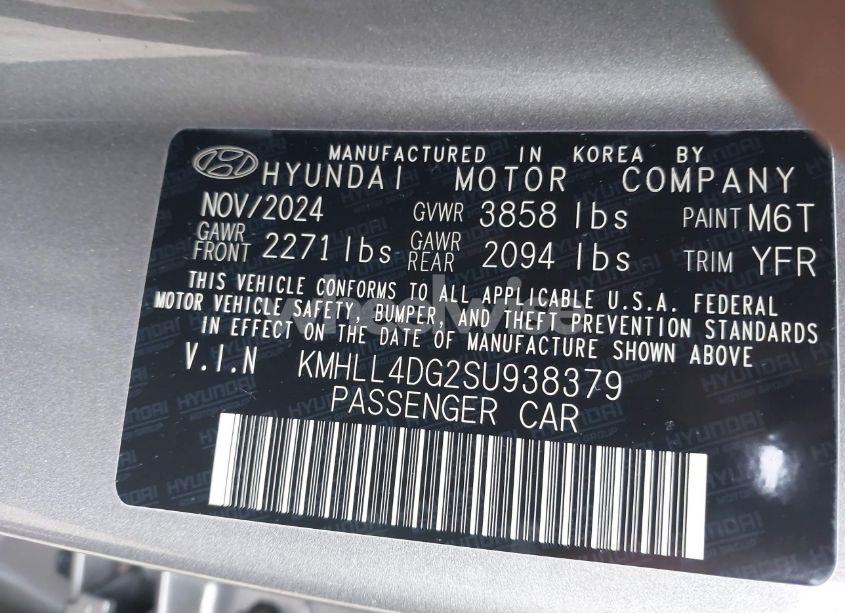 MANUFACTURED IN KOREA BY
HYUNDAI MOTOR COMPANY
NOV/2024 GVWR 3858 lbs PAINT M6T
GAWR FRONT 2271 lbs GAWR REAR 2094 lbs TRIM YFR
THIS VEHICLE CONFORMS TO ALL APPLICABLE U.S.A. FEDERAL
MOTOR VEHICLE SAFETY, BUMPER, AND THEFT PREVENTION STANDARDS
IN EFFECT ON THE DATE OF MANUFACTURE SHOWN ABOVE
V.I.N KMHLL4DG2SU938379
PASSENGER CAR